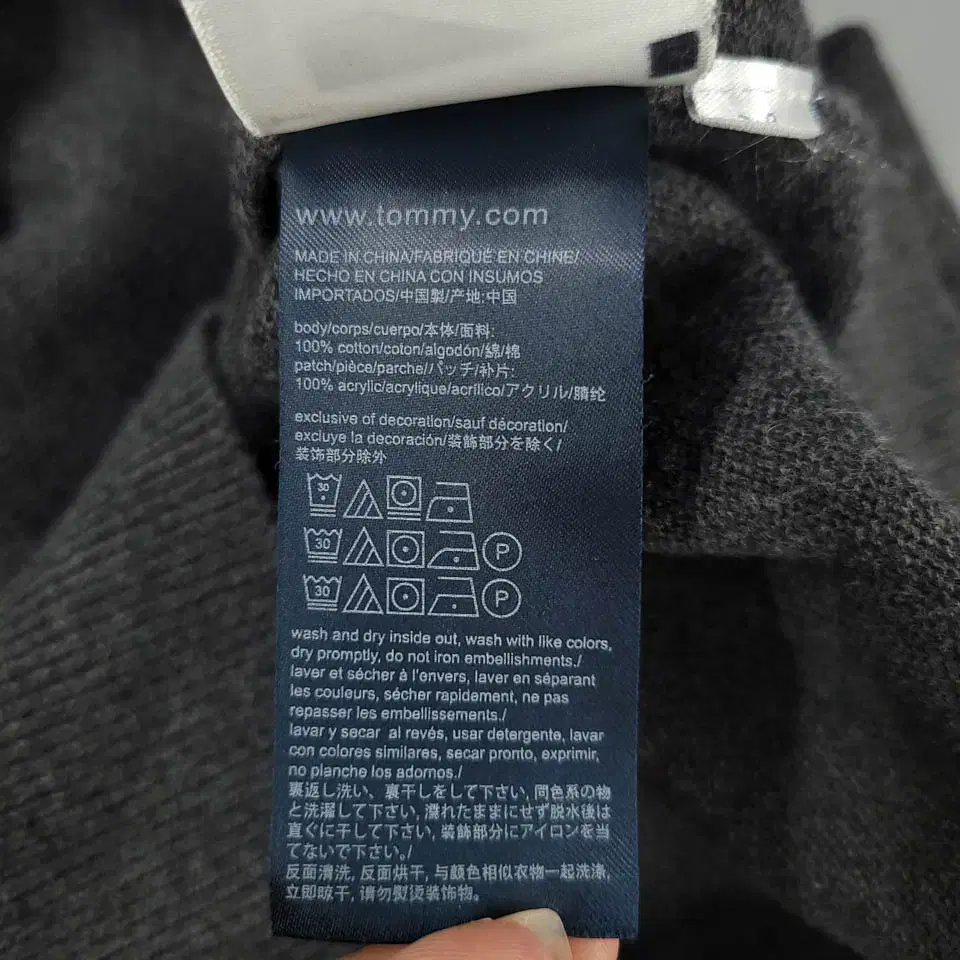 www.tommy.com
MADE IN CHINA/FABRIQUÉ EN CHINE/
HECHO EN CHINA CON INSUMOS
IMPORTADOS/中国製/产地:中国
body/corps/cuerpo/本体/面料:
100% cotton/coton/algodón/綿/棉
patch/pièce/parche/パッチ/补片:
100% acrylic/acrylique/acrilico/アクリル/腈纶
exclusive of decoration/sauf décoration/
excluye la decoración/装飾部分を除く/
装饰部分除外
30
30 P
30 P
wash and dry inside out, wash with like colors,
dry promptly, do not iron embellishments./
laver et sécher à l'envers, laver en séparant
les couleurs, sécher rapidement, ne pas
repasser les embellissements./
lavar y secar al revés, usar detergente, lavar
con colores similares, secar pronto, exprimir,
no planche los adornos./
裏返し洗い、裏干しをして下さい, 同色系の物
と洗濯して下さい, 濡れたままにせず脱水後は
直ぐに干して下さい, 装飾部分にアイロンを当
てないで下さい./
反面清洗, 反面烘干, 与颜色相似衣物一起洗涤,
立即晾干, 请勿熨烫装饰物。